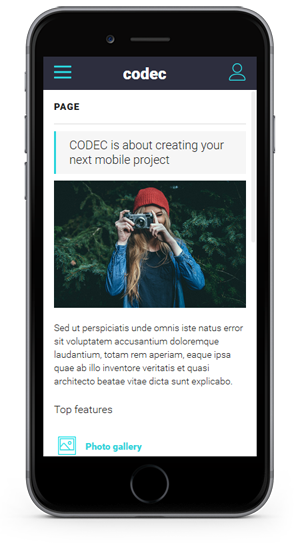 codec
PAGE
CODEC is about creating your
next mobile project
Sed ut perspiciatis unde omnis iste natus error
sit voluptatem accusantium doloremque
laudantium, totam rem aperiam, eaque ipsa
quae ab illo inventore veritatis et quasi
architecto beatae vitae dicta sunt explicabo.
Top features
Photo gallery